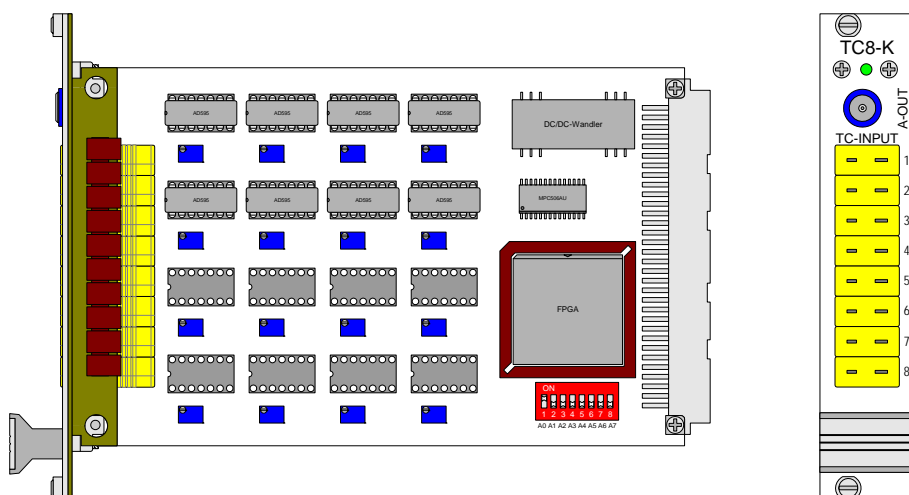 TC8-K
A-OUT
TC-INPUT
1
2
3
4
5
6
7
8
AD595 AD595 AD595 AD595
DC/DC-Wandler
AD595 AD595 AD595 AD595
MPC506AU
FPGA
ON
1 2 3 4 5 6 7 8
A0 A1 A2 A3 A4 A5 A6 A7